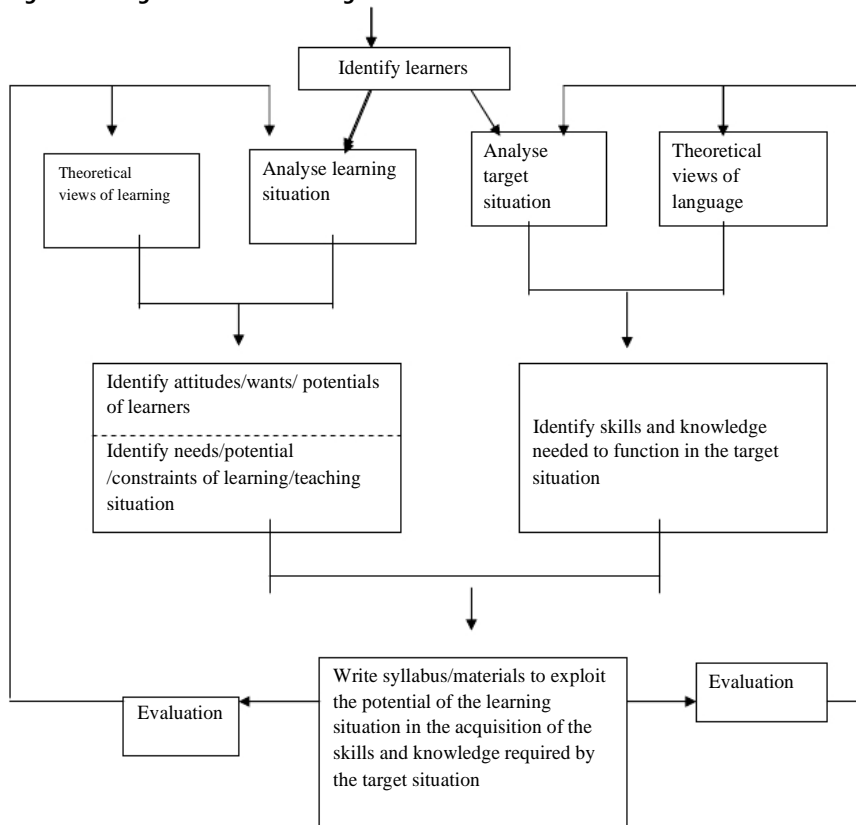 Identify learners
Theoretical
views of learning
Analyse learning
situation
Analyse
target
situation
Theoretical
views of
language
Identify attitudes/wants/ potentials
of learners
Identify needs/potential
/constraints of learning/teaching
situation
Identify skills and knowledge
needed to function in the target
situation
Evaluation
Write syllabus/materials to exploit
the potential of the learning
situation in the acquisition of the
skills and knowledge required by
the target situation
Evaluation